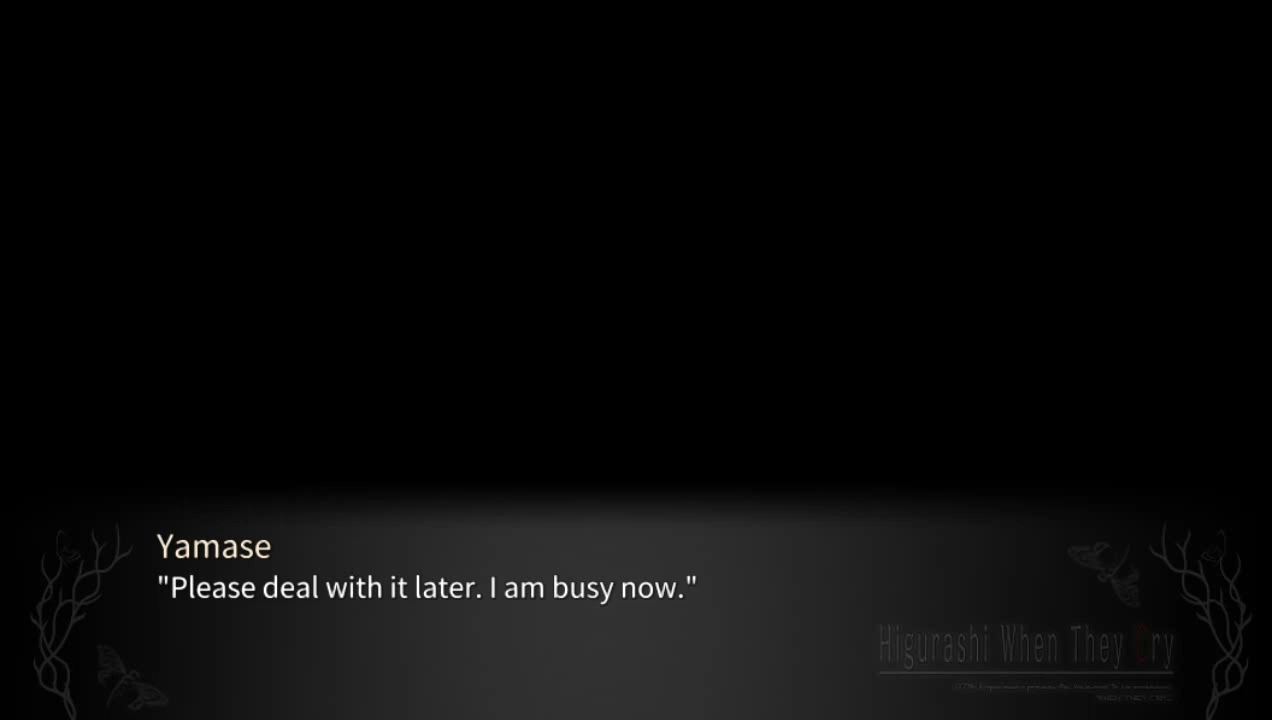 Yamase
"Please deal with it later. I am busy now."
Higurashi When They Cry